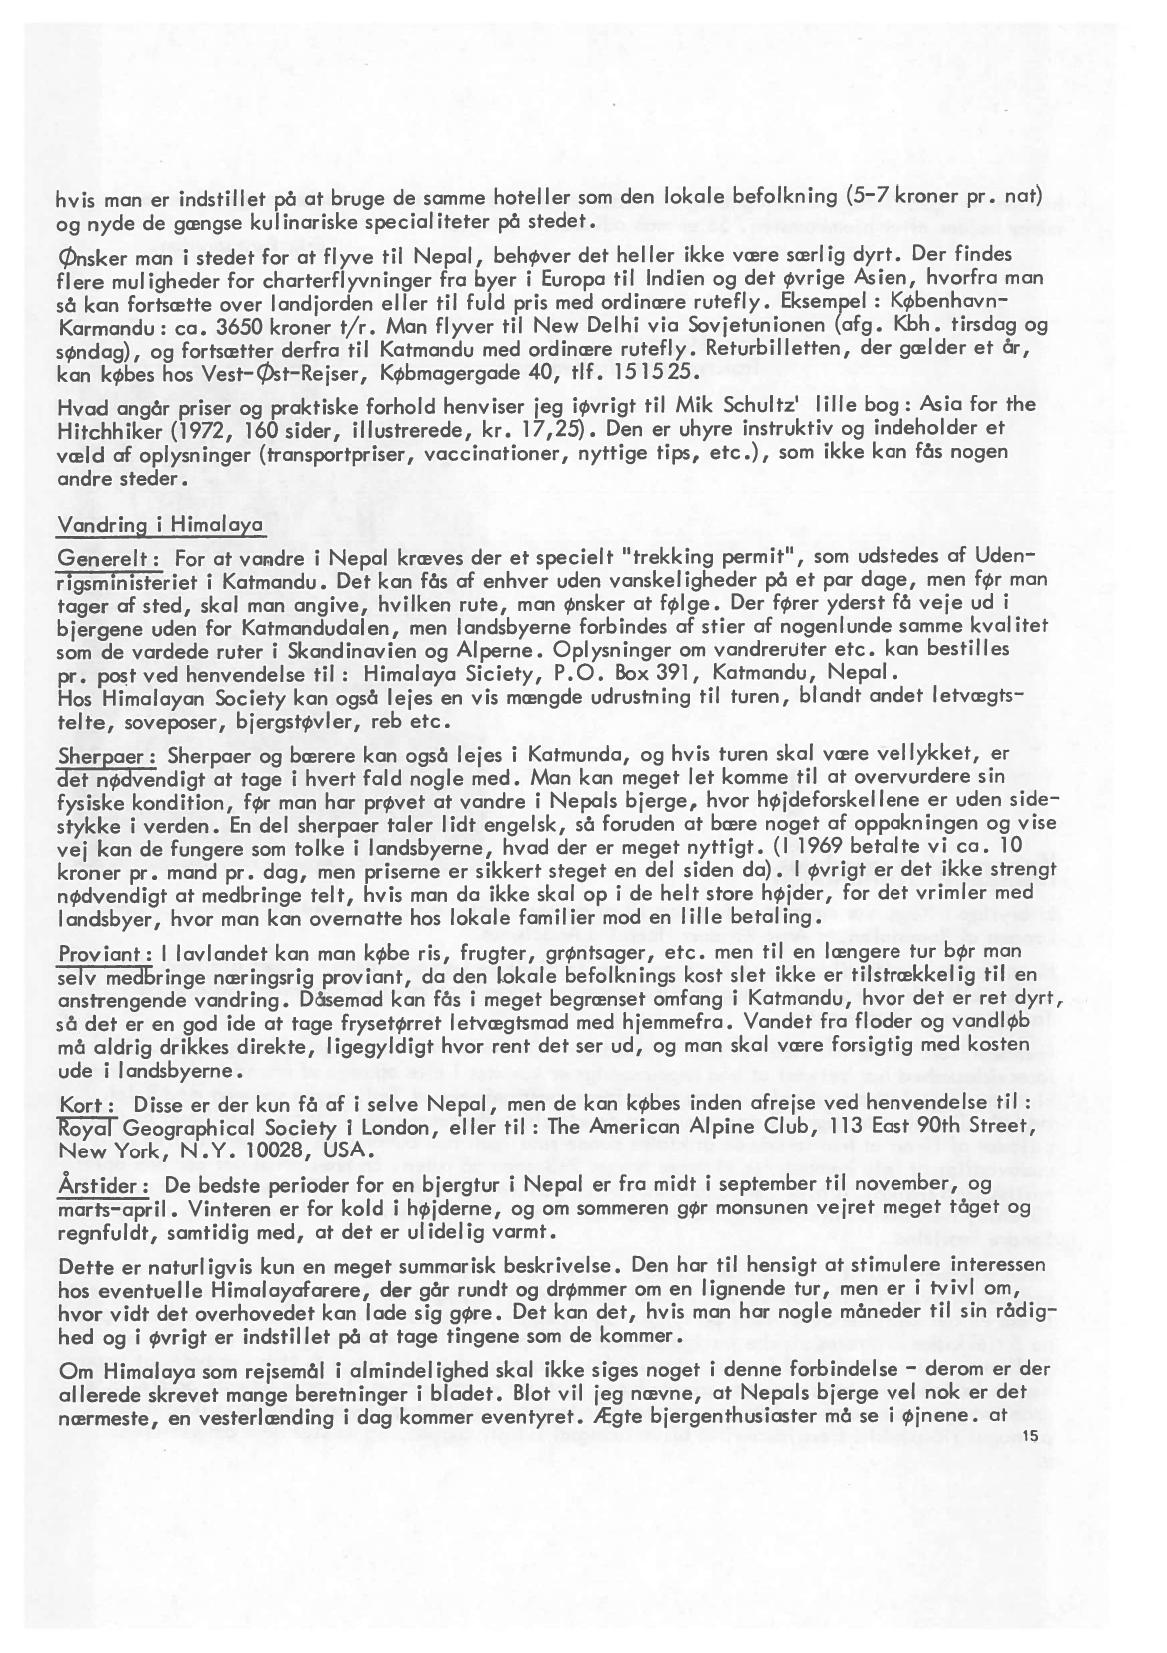 hvis man er indstillet på at bruge de samme hoteller som den lokale befolkning (5-7 kroner pr. nat)
og nyde de gængse kulinariske specialiteter på stedet.
Ønsker man i stedet for at flyve til Nepal, behøver det heller ikke være særlig dyrt. Der findes
flere muligheder for charterflyvninger fra byer i Europa til Indien og det øvrige Asien, hvorfra man
så kan fortsætte over landjorden eller til fuld pris med ordinære rutefly. Eksempel : København-
Karmandu : ca. 3650 kroner t/r. Man flyver til New Delhi via Sovjetunionen (afg. Kbh. tirsdag og
søndag), og fortsætter derfra til Katmandu med ordinære rutefly. Returbilletten, der gælder et år,
kan købes hos Vest-Øst-Rejser, Købmagergade 40, tlf. 151525.
Hvad angår priser og praktiske forhold henviser jeg iøvrigt til Mik Schultz' lille bog : Asia for the
Hitchhiker (1972, 160 sider, illustrerede, kr. 17,25). Den er uhyre instruktiv og indeholder et
væld af oplysninger (transportpriser, vaccinationer, nyttige tips, etc.), som ikke kan fås nogen
andre steder.
Vandring i Himalaya
Generelt : For at vandre i Nepal kræves der et specielt "trekking permit", som udstedes af Uden-
rigsministeriet i Katmandu. Det kan fås af enhver uden vanskeligheder på et par dage, men før man
tager af sted, skal man angive, hvilken rute, man ønsker at følge. Der fører yderst få veje ud i
bjergene uden for Katmandudalen, men landsbyerne forbindes af stier af nogenlunde samme kvalitet
som de vardede ruter i Skandinavien og Alperne. Oplysninger om vandreruter etc. kan bestilles
pr. post ved henvendelse til : Himalaya Siciety, P.O. Box 391, Katmandu, Nepal.
Hos Himalayan Society kan også lejes en vis mængde udrustning til turen, blandt andet letvægts-
telte, soveposer, bjergstøvler, reb etc.
Sherpaer : Sherpaer og bærere kan også lejes i Katmunda, og hvis turen skal være vellykket, er
det nødvendigt at tage i hvert fald nogle med. Man kan meget let komme til at overvurdere sin
fysiske kondition, før man har prøvet at vandre i Nepals bjerge, hvor højdeforskellene er uden side-
stykke i verden. En del sherpaer taler lidt engelsk, så foruden at bære noget af oppakningen og vise
vej kan de fungere som tolke i landsbyerne, hvad der er meget nyttigt. (I 1969 betalte vi ca. 10
kroner pr. mand pr. dag, men priserne er sikkert steget en del siden da). I øvrigt er det ikke strengt
nødvendigt at medbringe telt, hvis man da ikke skal op i de helt store højder, for det vrimler med
landsbyer, hvor man kan overnatte hos lokale familier mod en lille betaling.
Proviant : I lavlandet kan man købe ris, frugter, grøntsager, etc. men til en længere tur bør man
selv medbringe næringsrig proviant, da den lokale befolknings kost slet ikke er tilstrækkelig til en
anstrengende vandring. Dåsemad kan fås i meget begrænset omfang i Katmandu, hvor det er ret dyrt,
så det er en god ide at tage frysetørret letvægtsmad med hjemmefra. Vandet fra floder og vandløb
må aldrig drikkes direkte, ligegyldigt hvor rent det ser ud, og man skal være forsigtig med kosten
ude i landsbyerne.
Kort : Disse er der kun få af i selve Nepal, men de kan købes inden afrejse ved henvendelse til :
Royal Geographical Society i London, eller til : The American Alpine Club, 113 East 90th Street,
New York, N.Y. 10028, USA.
Årstider : De bedste perioder for en bjergtur i Nepal er fra midt i september til november, og
marts-april. Vinteren er for kold i højderne, og om sommeren gør monsunen vejret meget tåget og
regnfuldt, samtidig med, at det er ulidelig varmt.
Dette er naturligvis kun en meget summarisk beskrivelse. Den har til hensigt at stimulere interessen
hos eventuelle Himalayafarere, der går rundt og drømmer om en lignende tur, men er i tvivl om,
hvor vidt det overhovedet kan lade sig gøre. Det kan det, hvis man har nogle måneder til sin rådig-
hed og i øvrigt er indstillet på at tage tingene som de kommer.
Om Himalaya som rejsemål i almindelighed skal ikke siges noget i denne forbindelse - derom er der
allerede skrevet mange beretninger i bladet. Blot vil jeg nævne, at Nepals bjerge vel nok er det
nærmeste, en vesterlænding i dag kommer eventyret. Ægte bjergenthusiaster må se i øjnene. at
15